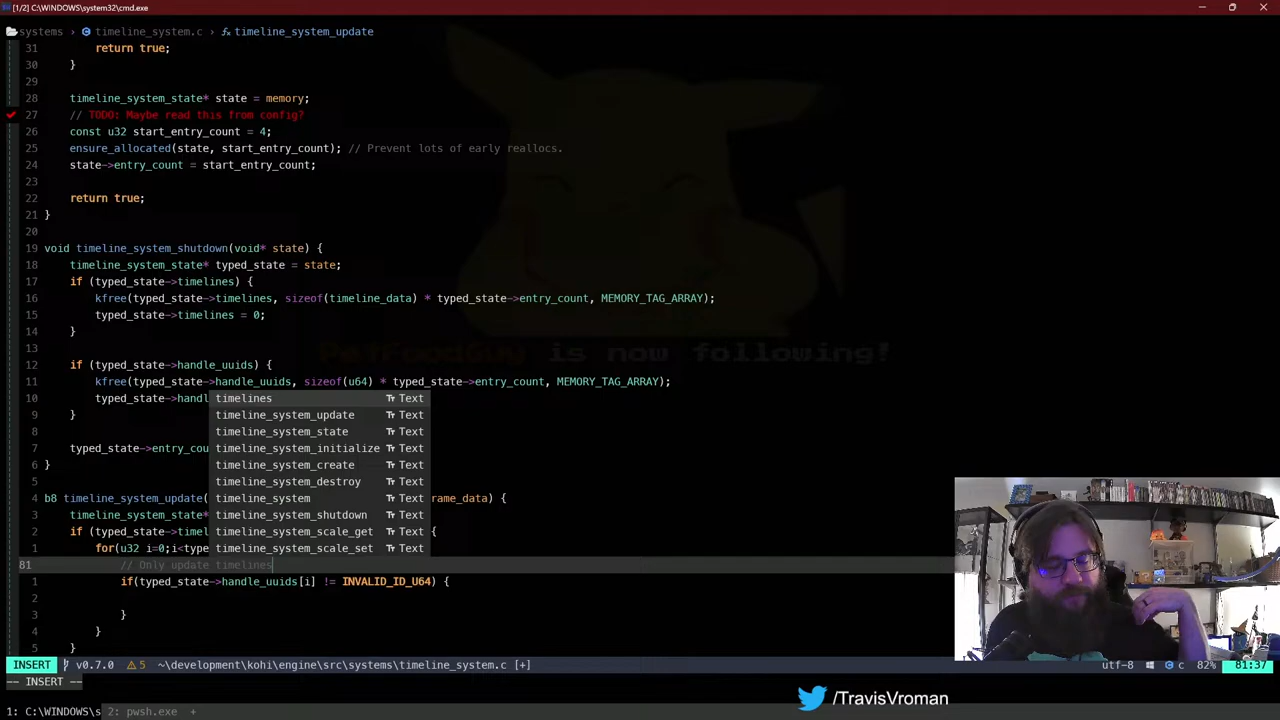 [1/2] C:\WINDOWS\system32\cmd.exe
systems > timeline_system.c > timeline_system_update
31 return true;
30 }
29
28 timeline_system_state* state = memory;
27 // TODO: Maybe read this from config?
26 const u32 start_entry_count = 4;
25 ensure_allocated(state, start_entry_count); // Prevent lots of early reallocs.
24 state->entry_count = start_entry_count;
23
22 return true;
21 }
20
19 void timeline_system_shutdown(void* state) {
18 timeline_system_state* typed_state = state;
17 if (typed_state->timelines) {
16 kfree(typed_state->timelines, sizeof(timeline_data) * typed_state->entry_count, MEMORY_TAG_ARRAY);
15 typed_state->timelines = 0;
14 }
13
PetFoodGuy is now following!
12 if (typed_state->handle_uuids) {
11 kfree(typed_state->handle_uuids, sizeof(u64) * typed_state->entry_count, MEMORY_TAG_ARRAY);
10 typed_state->handl timelines Text
9 } timeline_system_update Text
8 timeline_system_state Text
7 typed_state->entry_cou timeline_system_initialize Text
6 } timeline_system_create Text
5 timeline_system_destroy Text
4 b8 timeline_system_update( timeline_system Text rame_data) {
3 timeline_system_state* timeline_system_shutdown Text
2 if (typed_state->timel timeline_system_scale_get Text {
1 for(u32 i=0;i<type timeline_system_scale_set Text
81 // Only update timelines
1 if(typed_state->handle_uuids[i] != INVALID_ID_U64) {
2
3 }
4 }
5 }
INSERT v0.7.0 5 ~\development\kohi\engine\src\systems\timeline_system.c [+] utf-8 c 82% 81:37
-- INSERT --
/TravisVroman
1: C:\WINDOWS\s 2: pwsh.exe +